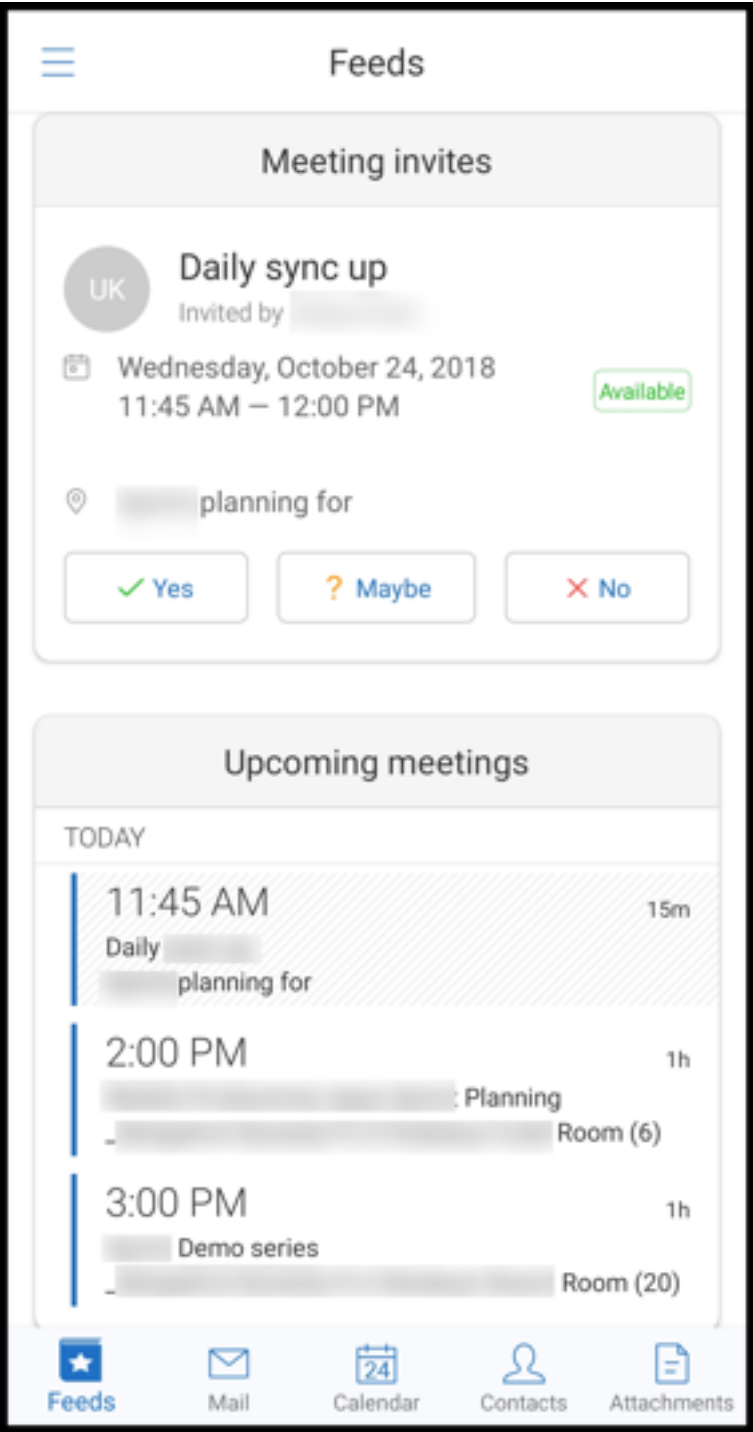 Feeds
Meeting invites
UK
Daily sync up
Invited by
Wednesday, October 24, 2018
11:45 AM — 12:00 PM
Available
planning for
Yes
? Maybe
No
Upcoming meetings
TODAY
11:45 AM
15m
Daily
planning for
2:00 PM
1h
: Planning
_ Room (6)
3:00 PM
1h
Demo series
_ Room (20)
24
Feeds Mail Calendar Contacts Attachments